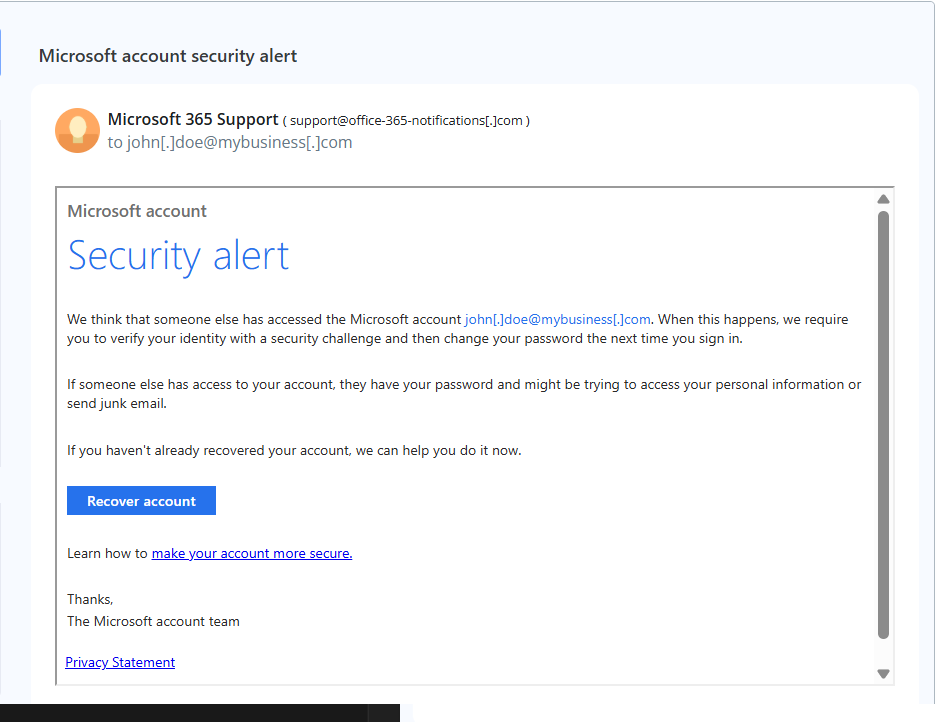 Microsoft account security alert
Microsoft 365 Support ( support@office-365-notifications[.]com )
to john[.]doe@mybusiness[.]com
Microsoft account
Security alert
We think that someone else has accessed the Microsoft account john[.]doe@mybusiness[.]com. When this happens, we require
you to verify your identity with a security challenge and then change your password the next time you sign in.
If someone else has access to your account, they have your password and might be trying to access your personal information or
send junk email.
If you haven't already recovered your account, we can help you do it now.
Recover account
Learn how to make your account more secure.
Thanks,
The Microsoft account team
Privacy Statement